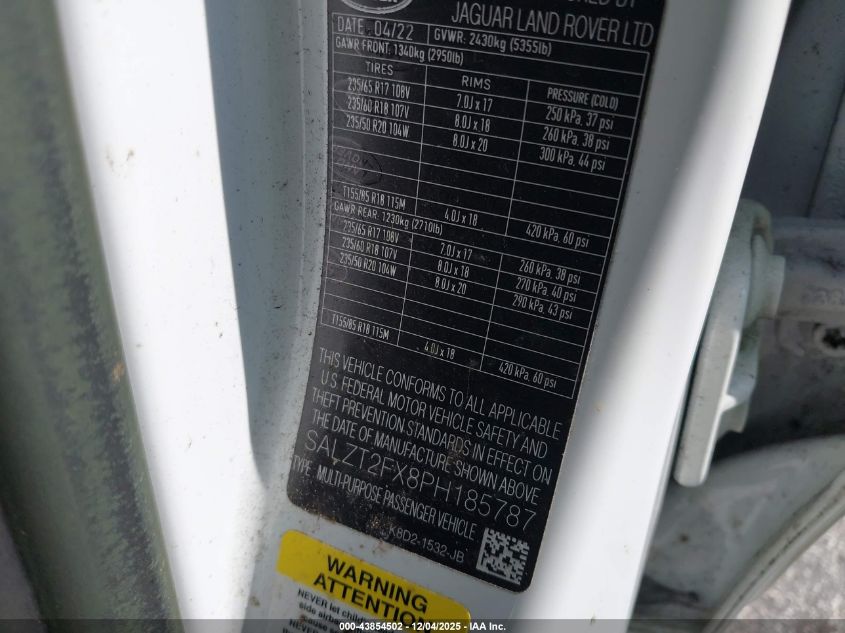 JAGUAR LAND ROVER LTD
DATE 04/22 GVWR: 2430kg (5355lb)
GAWR FRONT: 1340kg (2950lb)
TIRES RIMS PRESSURE (COLD)
235/65 R17 108V 7.0J x 17 250 kPa, 37 psi
235/60 R18 107V 8.0J x 18 260 kPa, 38 psi
235/50 R20 104W 8.0J x 20 300 kPa, 44 psi
T155/85 R18 115M 4.0J x 18 420 kPa, 60 psi
GAWR REAR: 1230kg (2710lb)
235/65 R17 108V 7.0J x 17 260 kPa, 38 psi
235/60 R18 107V 8.0J x 18 270 kPa, 40 psi
235/50 R20 104W 8.0J x 20 290 kPa, 43 psi
T155/85 R18 115M 4.0J x 18 420 kPa, 60 psi
THIS VEHICLE CONFORMS TO ALL APPLICABLE
U.S. FEDERAL MOTOR VEHICLE SAFETY AND
THEFT PREVENTION STANDARDS IN EFFECT ON
THE DATE OF MANUFACTURE SHOWN ABOVE
SALZT2FX8PH185787
TYPE MULTI-PURPOSE PASSENGER VEHICLE
K8D2-1532-JB
WARNING
ATTENTION
NEVER let child
side airba
000-43854502 - 12/04/2025 - IAA Inc.